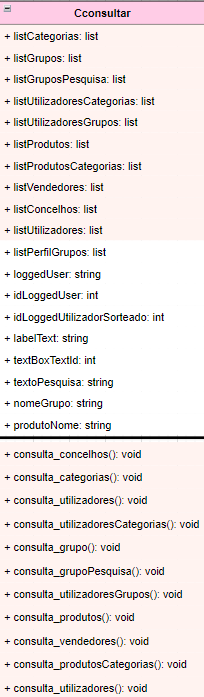 Cconsultar
+ listCategorias: list
+ listGrupos: list
+ listGruposPesquisa: list
+ listUtilizadoresCategorias: list
+ listUtilizadoresGrupos: list
+ listProdutos: list
+ listProdutosCategorias: list
+ listVendedores: list
+ listConcelhos: list
+ listUtilizadores: list
+ listPerfilGrupos: list
+ loggedUser: string
+ idLoggedUser: int
+ idLoggedUtilizadorSorteado: int
+ labelText: string
+ textBoxTextId: int
+ textoPesquisa: string
+ nomeGrupo: string
+ produtoNome: string
+ consulta_concelhos(): void
+ consulta_categorias(): void
+ consulta_utilizadores(): void
+ consulta_utilizadoresCategorias(): void
+ consulta_grupo(): void
+ consulta_grupoPesquisa(): void
+ consulta_utilizadoresGrupos(): void
+ consulta_produtos(): void
+ consulta_vendedores(): void
+ consulta_produtosCategorias(): void
+ consulta_utilizadores(): void